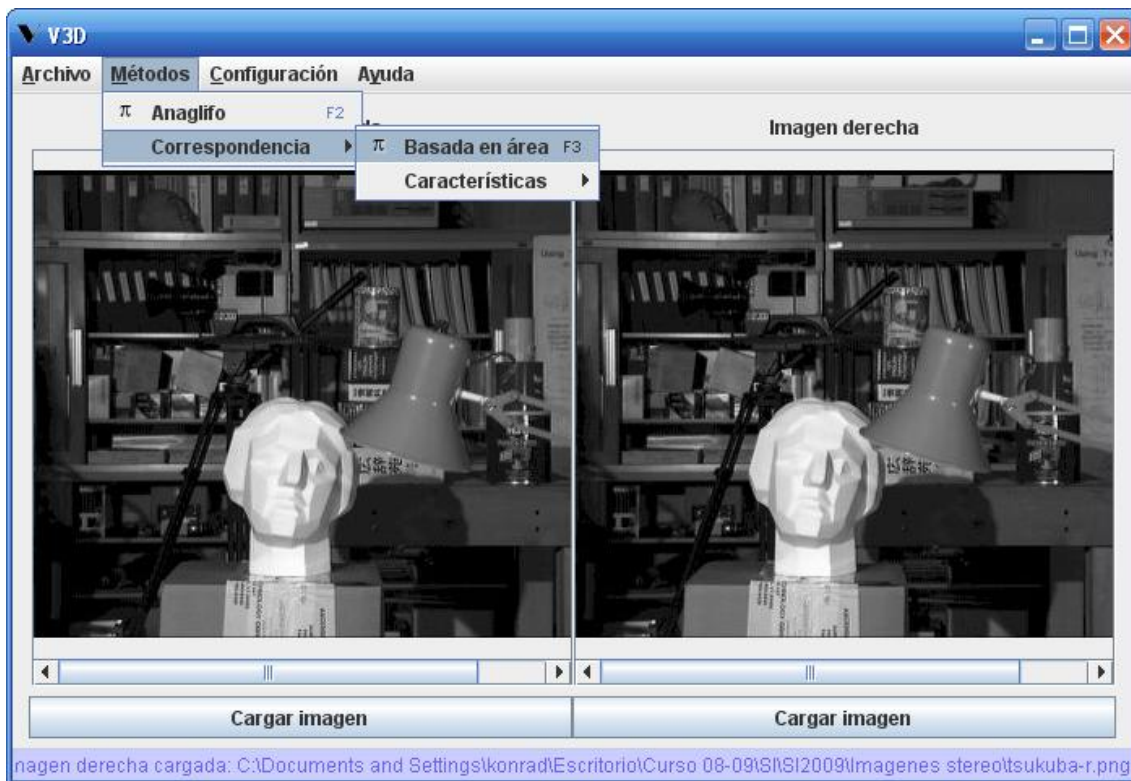 V3D
Archivo Métodos Configuración Ayuda
π Anaglifo F2
Correspondencia
π Basada en área F3
Características
Imagen derecha
Cargar imagen
Cargar imagen
nagen derecha cargada: C:\Documents and Settings\konrad\Escritorio\Curso 08-09\SI\SI2009\Imagenes stereo\tsukuba-r.png